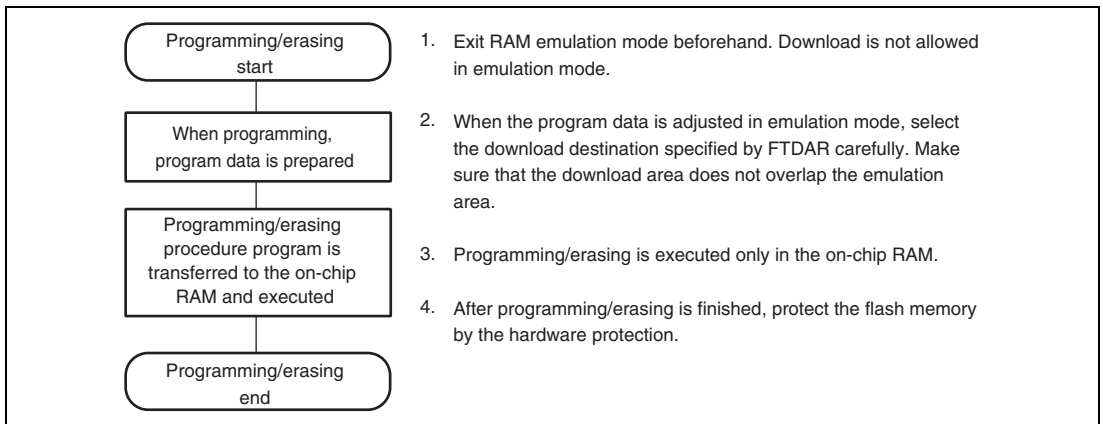 Programming/erasing
start
When programming,
program data is prepared
Programming/erasing
procedure program is
transferred to the on-chip
RAM and executed
Programming/erasing
end
1. Exit RAM emulation mode beforehand. Download is not allowed
in emulation mode.
2. When the program data is adjusted in emulation mode, select
the download destination specified by FTDAR carefully. Make
sure that the download area does not overlap the emulation
area.
3. Programming/erasing is executed only in the on-chip RAM.
4. After programming/erasing is finished, protect the flash memory
by the hardware protection.